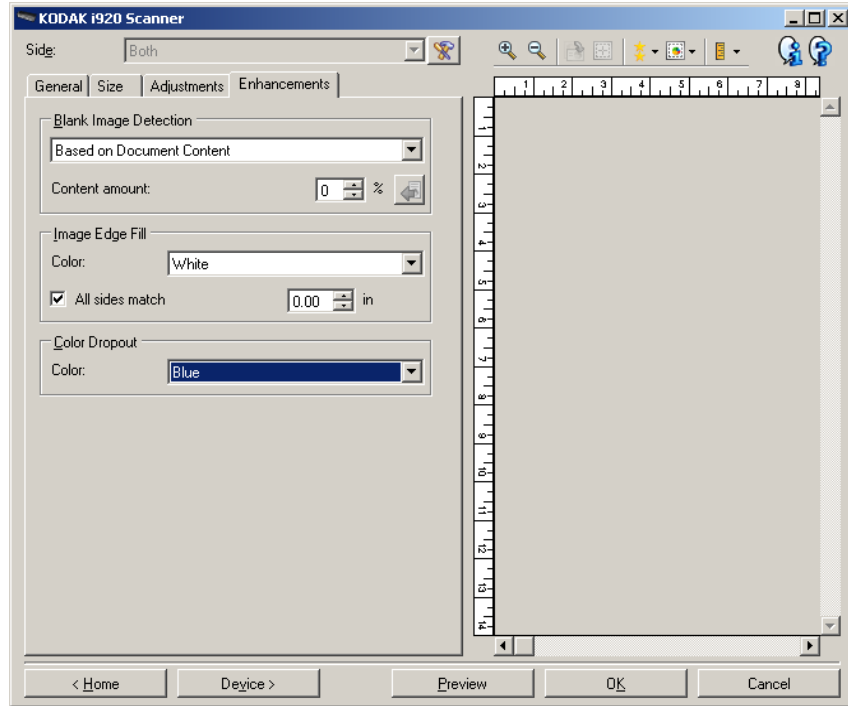 KODAK i920 Scanner
Side: Both
General Size Adjustments Enhancements
Blank Image Detection
Based on Document Content
Content amount: 0 %
Image Edge Fill
Color: White
All sides match 0.00 in
Color Dropout
Color: Blue
1 2 3 4 5 6 7 8
1
2
3
4
5
6
7
8
9
10
11
12
13
14
< Home Device > Preview OK Cancel